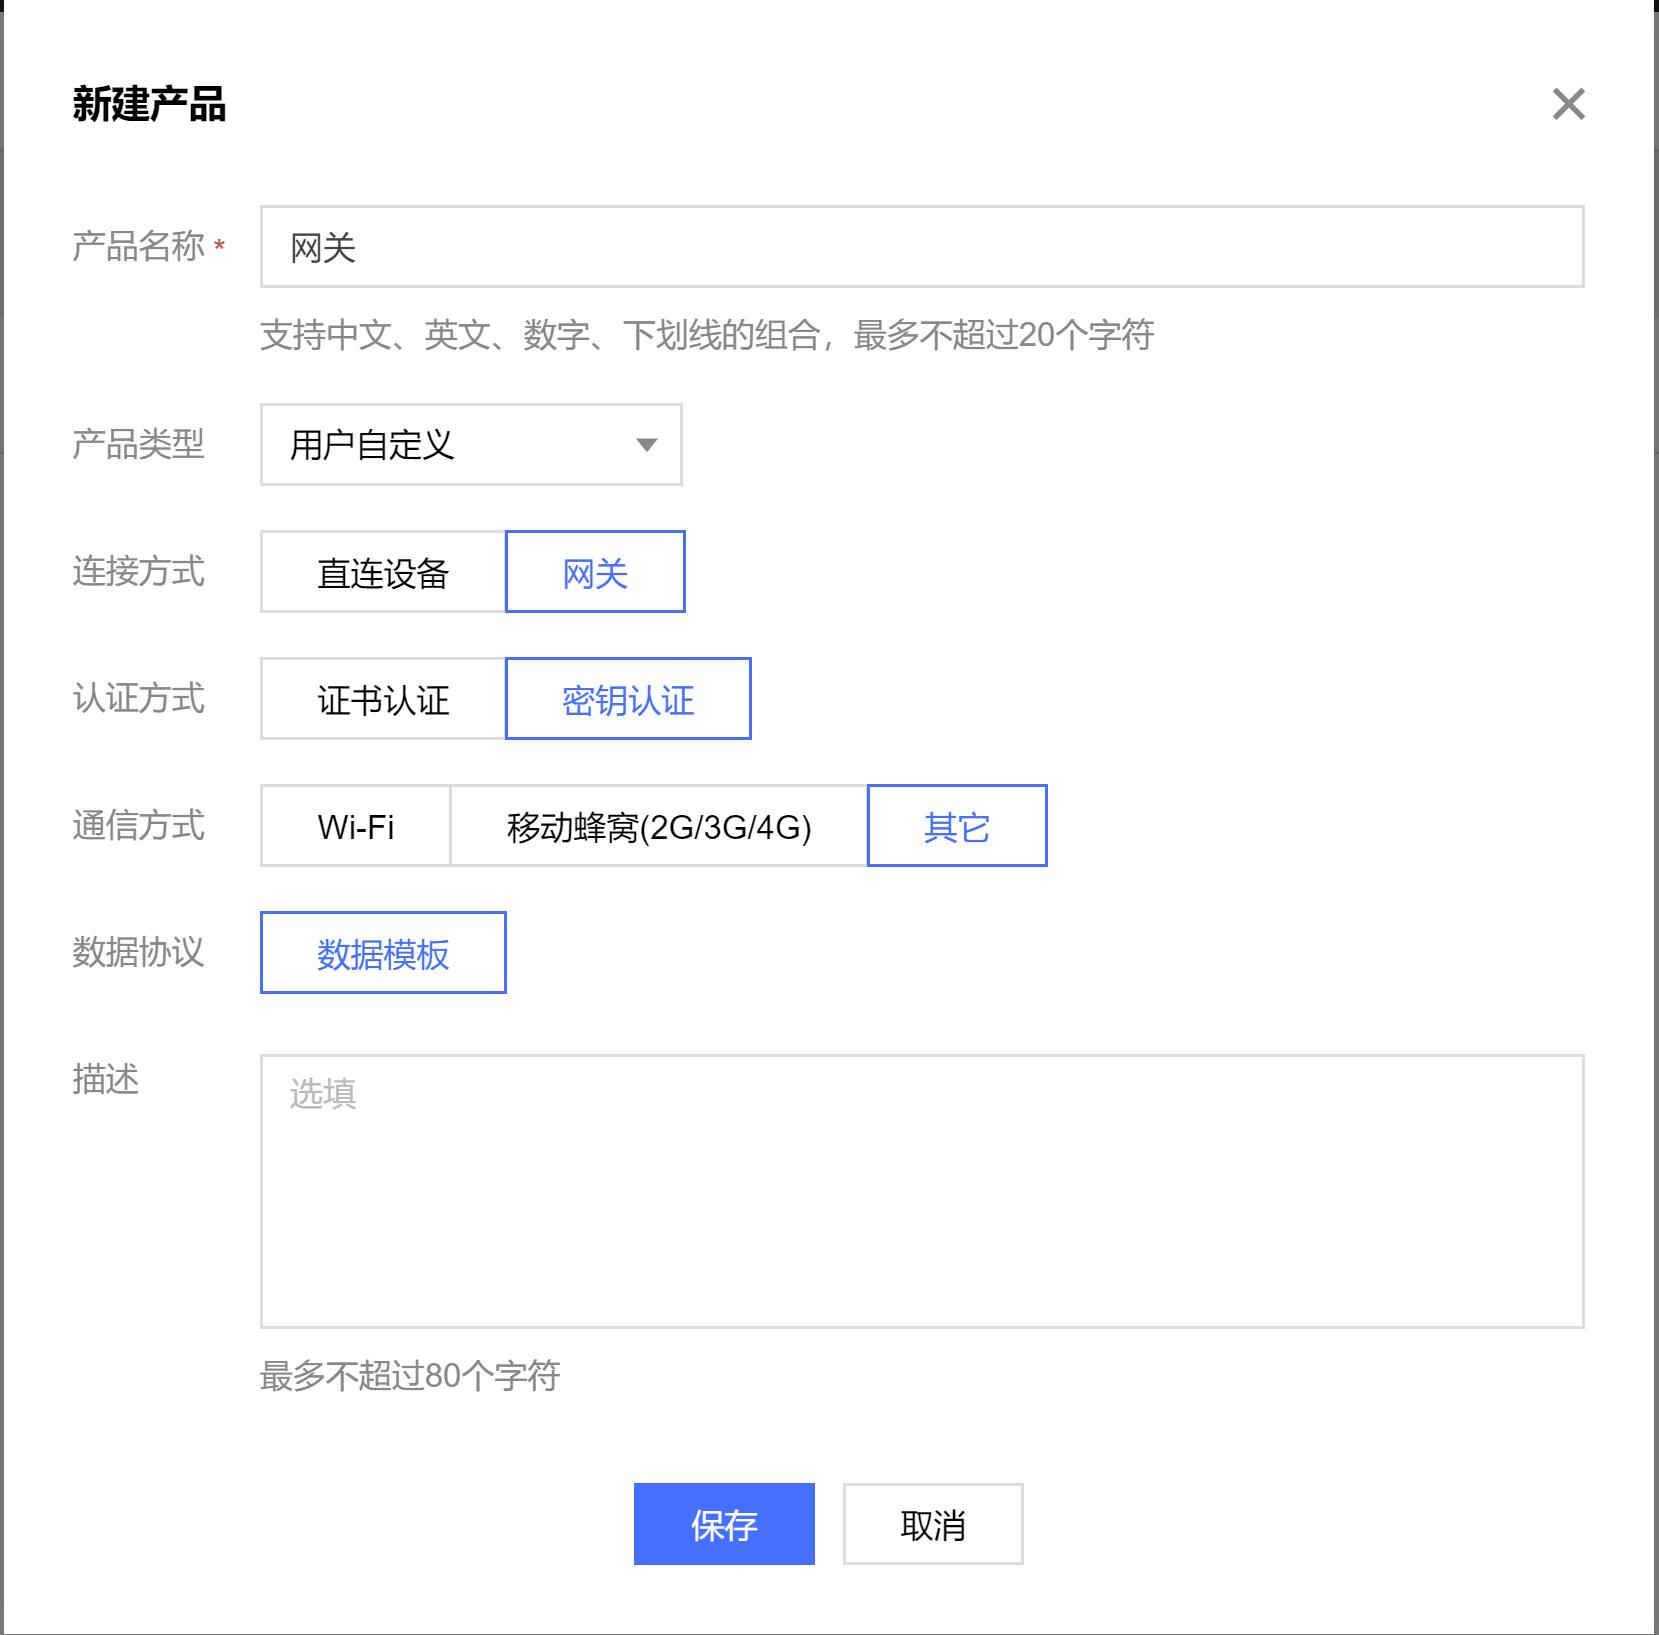 新建产品
产品名称 * 网关
支持中文、英文、数字、下划线的组合，最多不超过20个字符
产品类型 用户自定义
连接方式 直连设备 网关
认证方式 证书认证 密钥认证
通信方式 Wi-Fi 移动蜂窝(2G/3G/4G) 其它
数据协议 数据模板
描述 选填
最多不超过80个字符
保存 取消